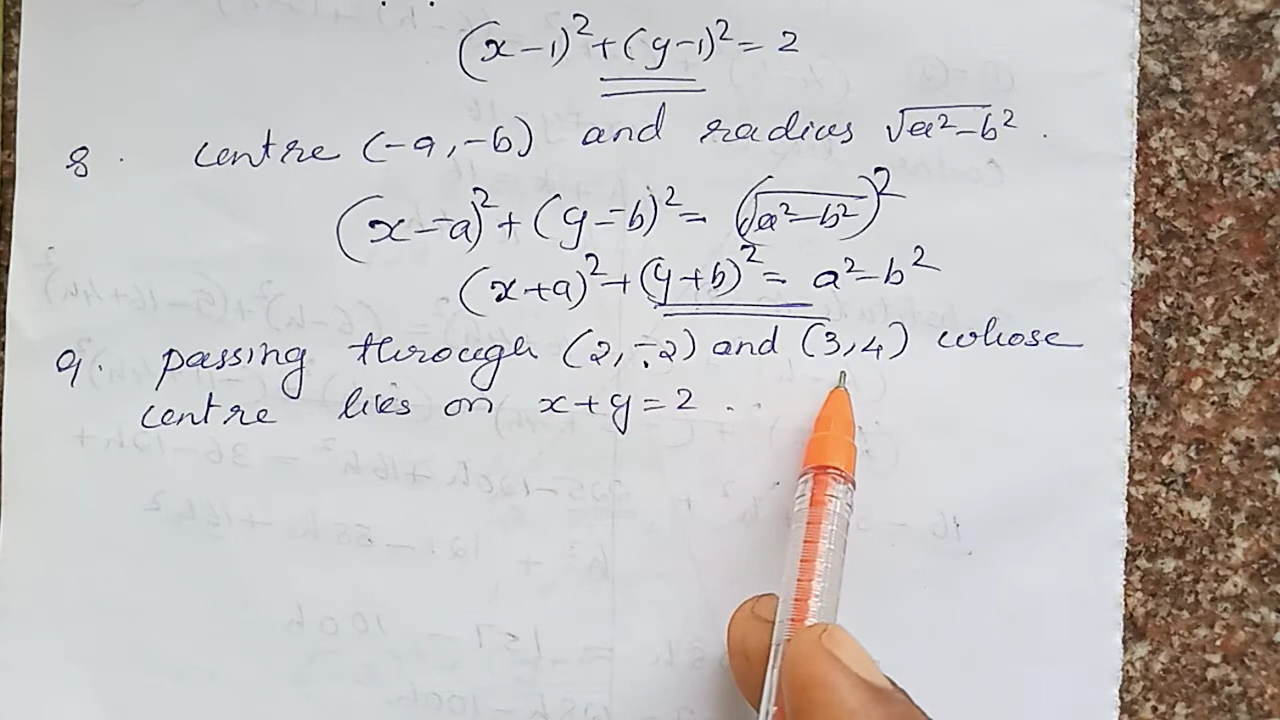 (x-1)²+(y-1)²=2
8. centre (-a,-b) and radius √a²-b².
(x--a)²+(y--b)²=(√a²-b²)²
(x+a)²+(y+b)²=a²-b²
9. passing through (2,-2) and (3,4) whose
centre lies on x+y=2..